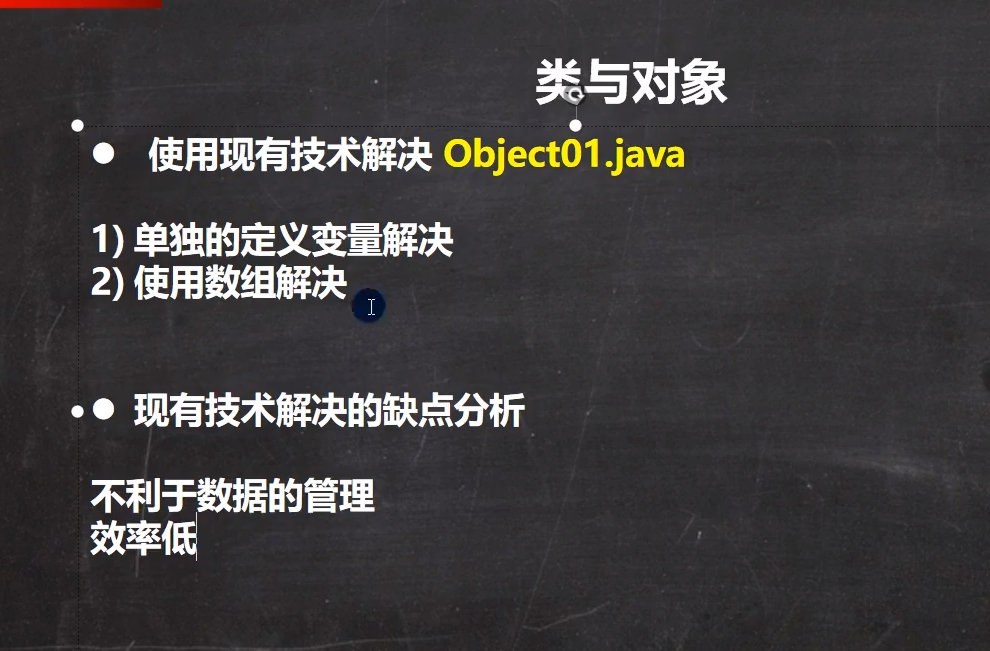 类与对象
● 使用现有技术解决 Object01.java
1) 单独的定义变量解决
2) 使用数组解决
● 现有技术解决的缺点分析
不利于数据的管理
效率低